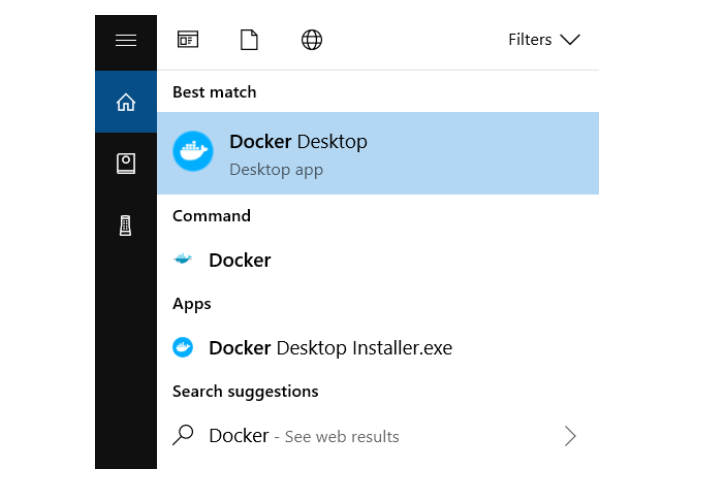 Filters
Best match
Docker Desktop
Desktop app
Command
Docker
Apps
Docker Desktop Installer.exe
Search suggestions
Docker - See web results